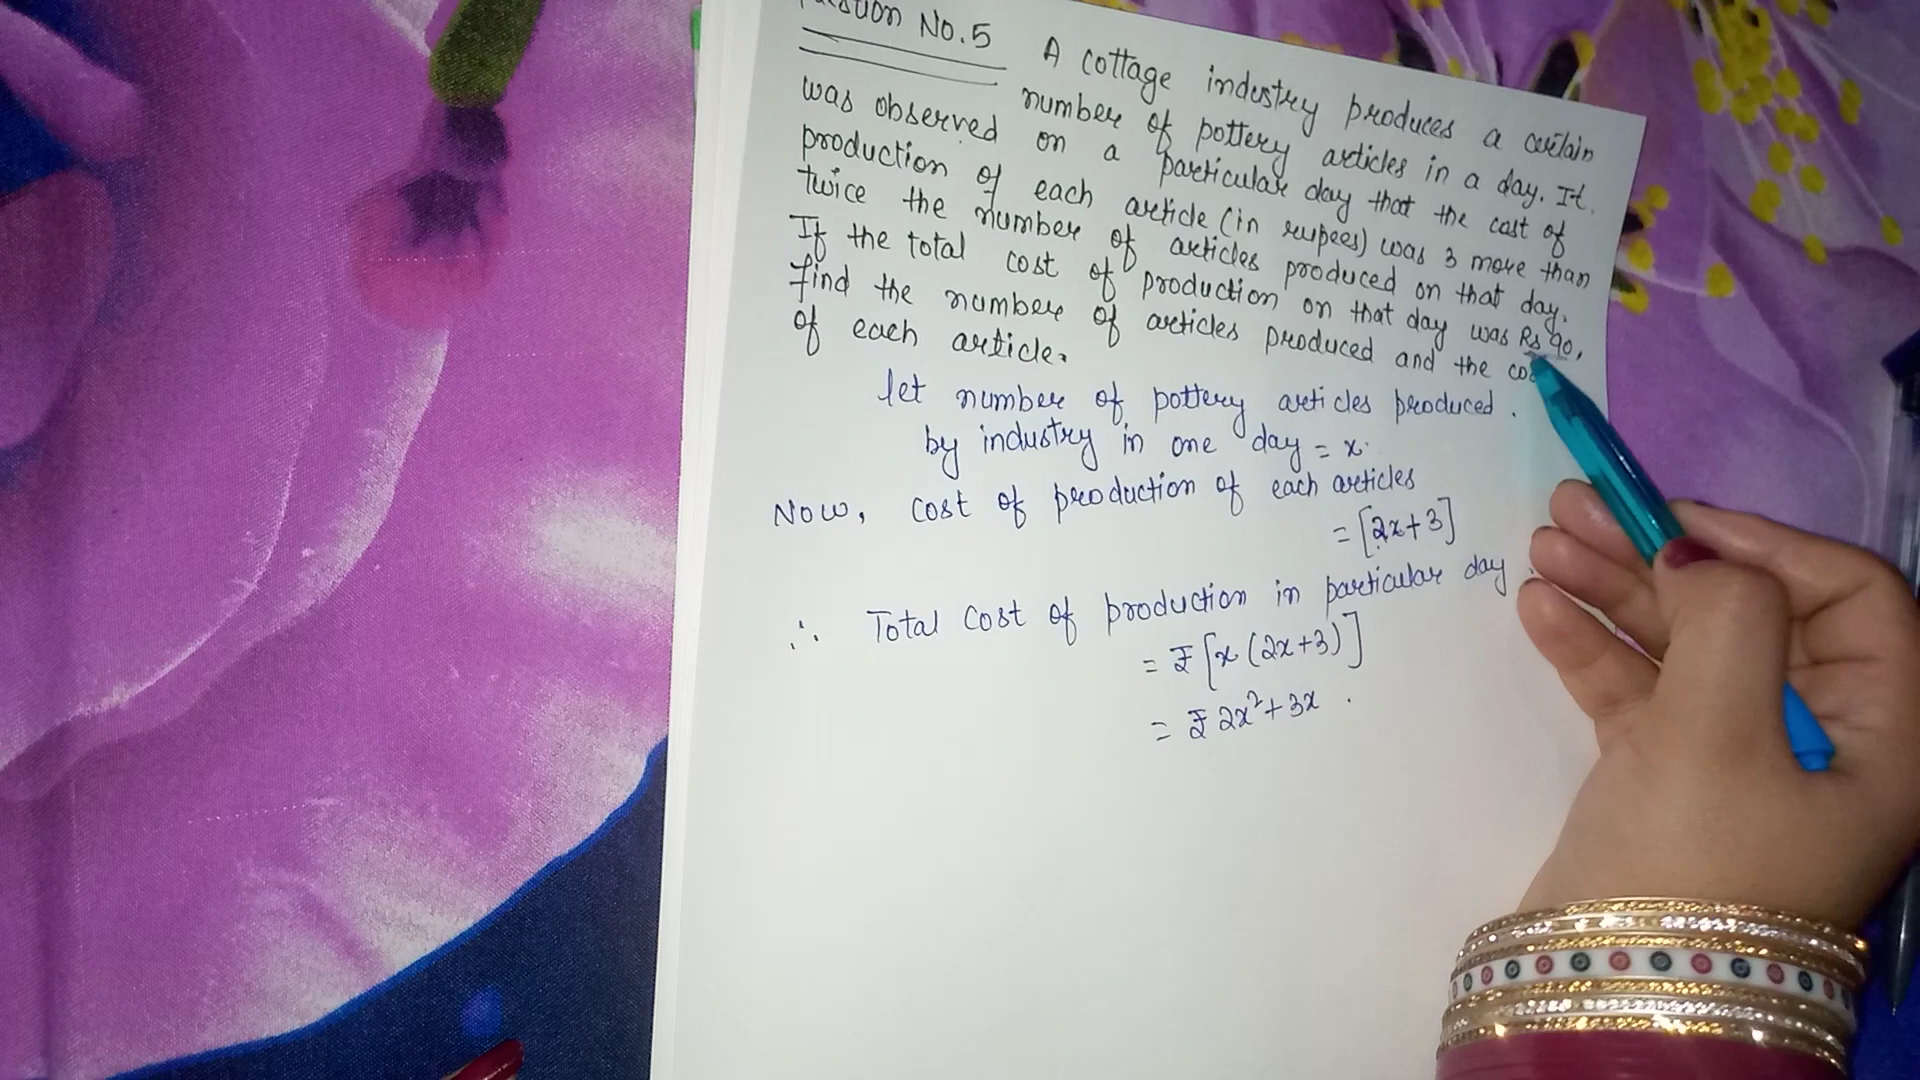 No.5 A cottage industry produces a certain
number of pottery articles in a day. It
was observed on a particular day that the cost of
production of each article (in rupees) was 3 more than
twice the number of articles produced on that day.
If the total cost of production on that day was Rs 90,
find the number of articles produced and the
of each article.
let number of pottery articles produced.
by industry in one day = x.
Now, cost of production of each articles
= [2x+3]
∴ Total cost of production in particular day
= ₹ [x (2x+3)]
= ₹ 2x²+3x .